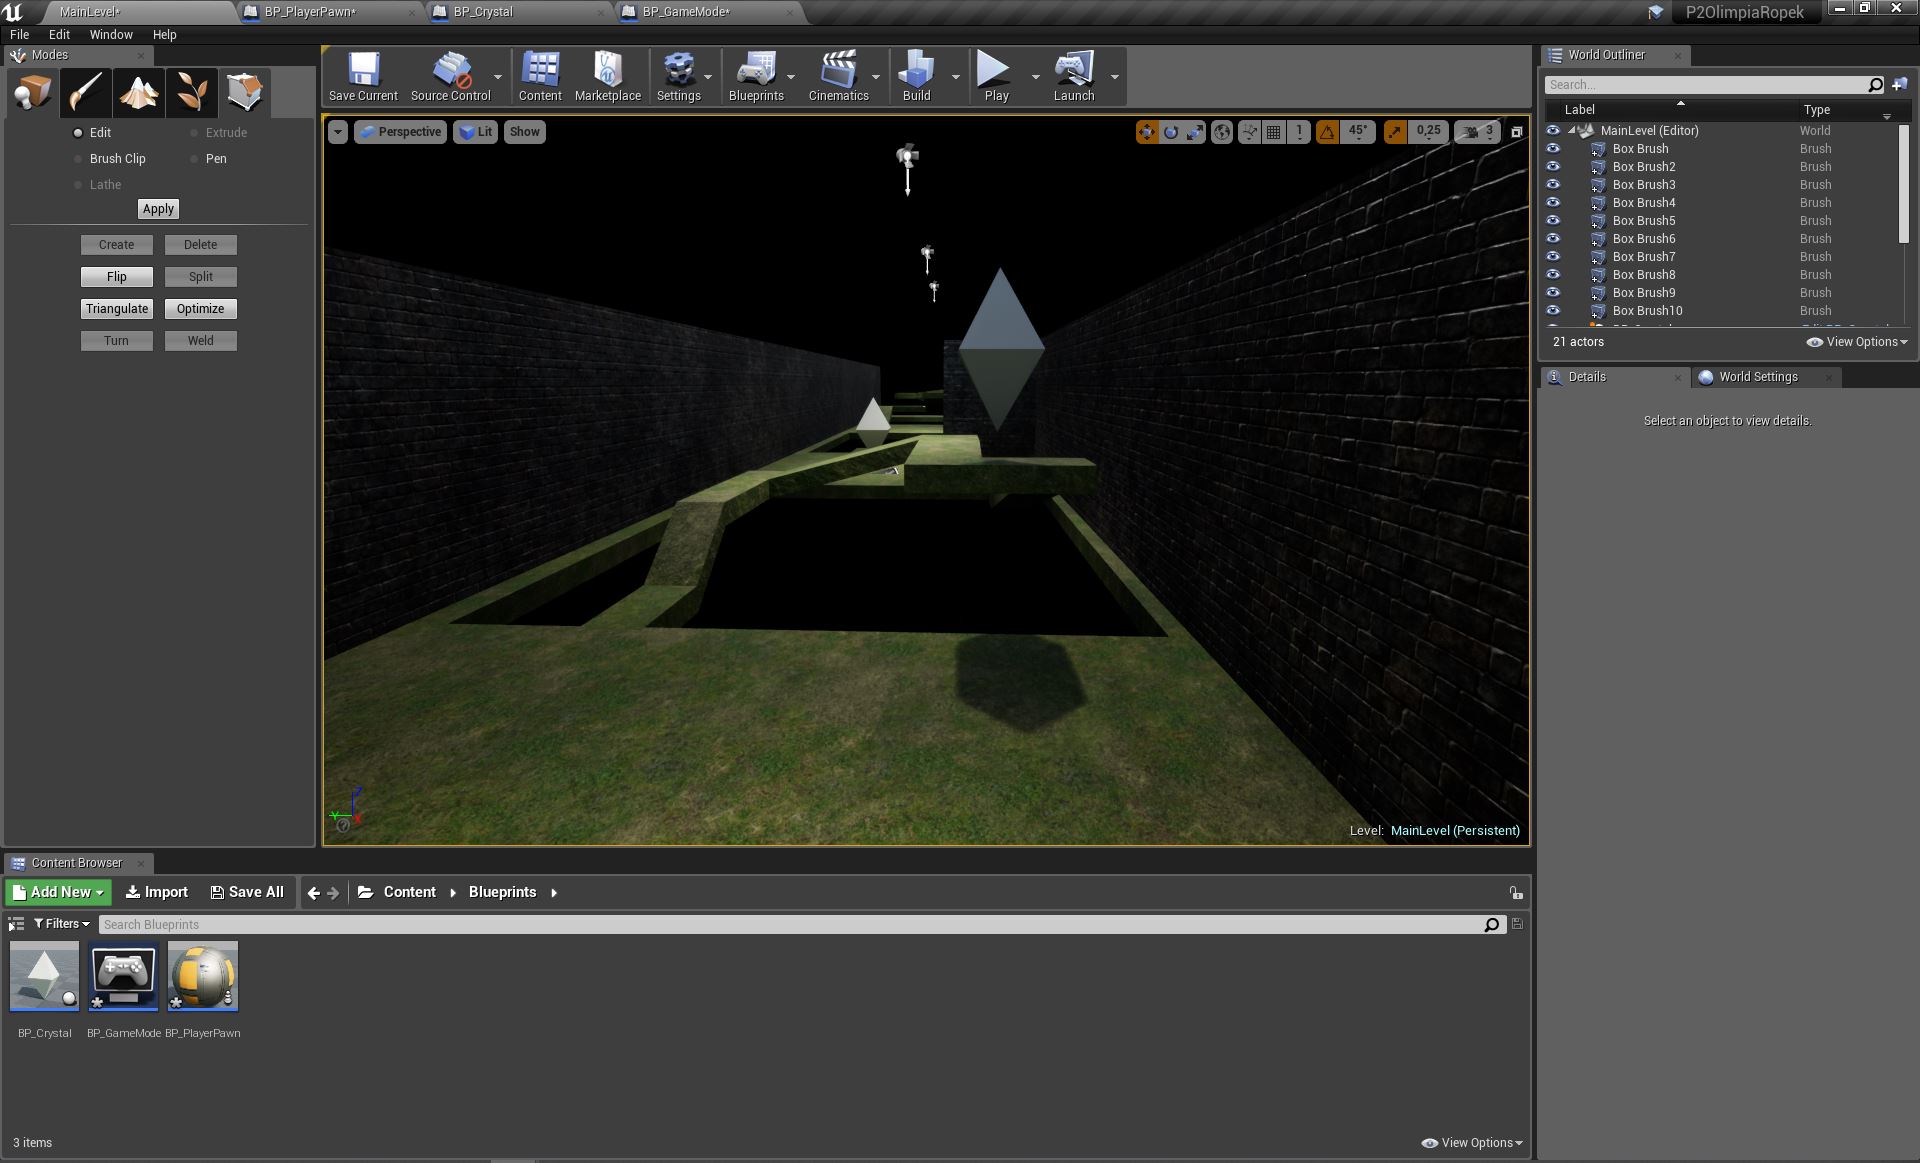 MainLevel*
BP_PlayerPawn*
BP_Crystal
BP_GameMode*
P2OlimpiaRopek
File Edit Window Help
Modes
Save Current
Source Control
Content
Marketplace
Settings
Blueprints
Cinematics
Build
Play
Launch
World Outliner
Search...
Label Type
Edit
Extrude
Brush Clip
Pen
Lathe
Apply
Create
Delete
Flip
Split
Triangulate
Optimize
Turn
Weld
Perspective
Lit
Show
1
45°
0,25
3
MainLevel (Editor) World
Box Brush Brush
Box Brush2 Brush
Box Brush3 Brush
Box Brush4 Brush
Box Brush5 Brush
Box Brush6 Brush
Box Brush7 Brush
Box Brush8 Brush
Box Brush9 Brush
Box Brush10 Brush
21 actors
View Options
Details
World Settings
Select an object to view details.
Z
Y
X
Level: MainLevel (Persistent)
Content Browser
Add New
Import
Save All
Content
Blueprints
Filters
Search Blueprints
BP_Crystal
BP_GameMode
BP_PlayerPawn
3 items
View Options